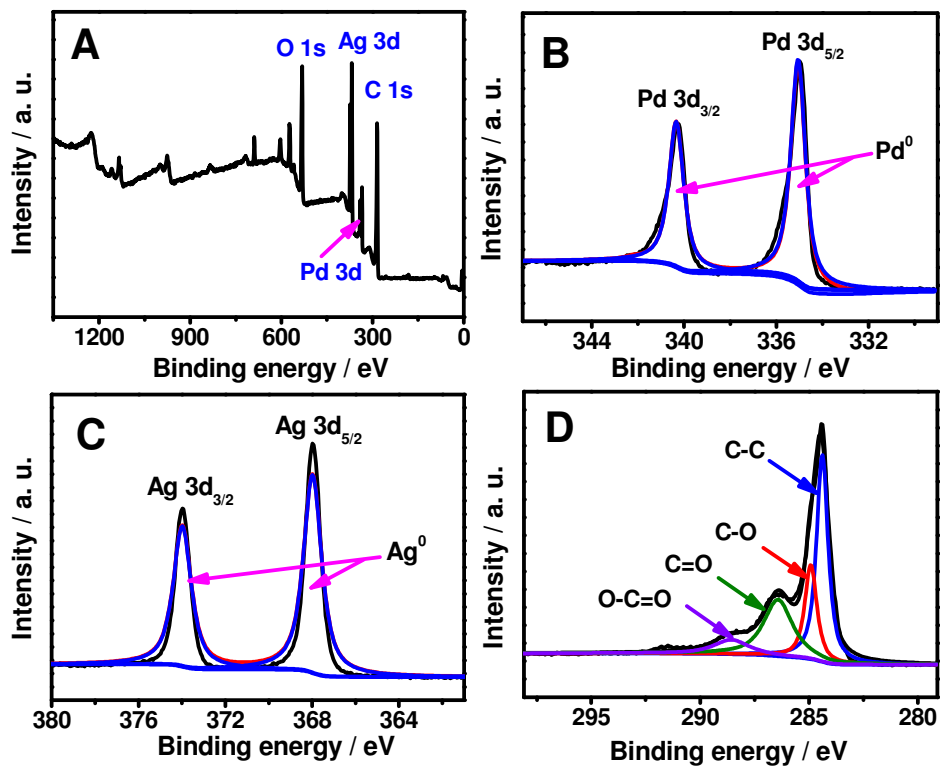 A
O 1s
Ag 3d
C 1s
Pd 3d
Intensity / a. u.
1200 900 600 300 0
Binding energy / eV
B
Pd 3d5/2
Pd 3d3/2
Pd0
Intensity / a. u.
344 340 336 332
Binding energy / eV
C
Ag 3d5/2
Ag 3d3/2
Ag0
Intensity / a. u.
380 376 372 368 364
Binding energy / eV
D
C-C
C-O
C=O
O-C=O
Intensity / a. u.
295 290 285 280
Binding energy / eV